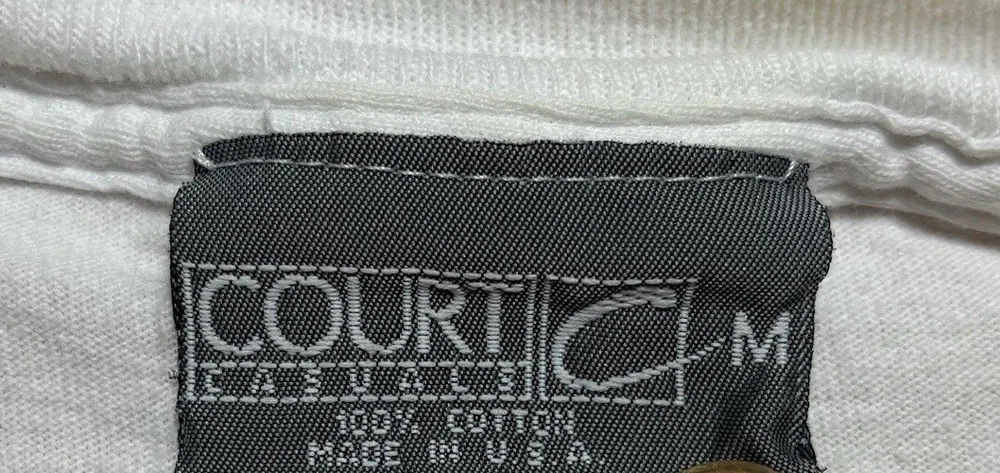 COURT C M
CASUALS
100% COTTON
MADE IN U.S.A